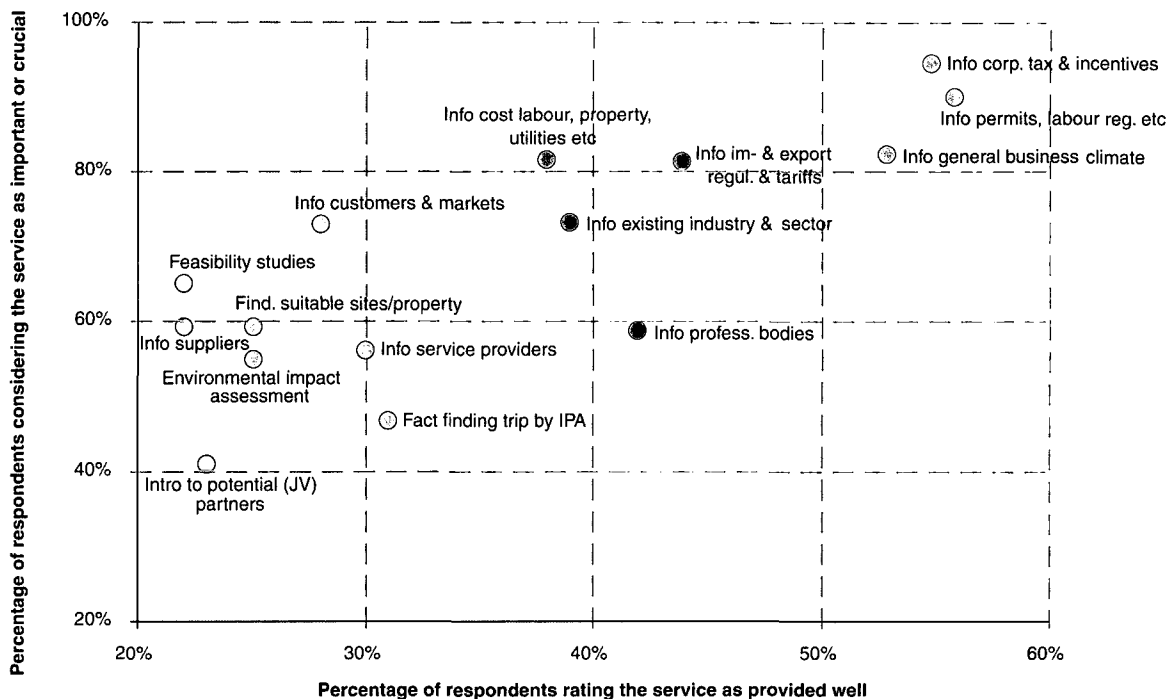 Percentage of respondents considering the service as important or crucial
100%
80%
60%
40%
20%
Info corp. tax & incentives
Info permits, labour reg. etc
Info cost labour, property,
utilities etc
Info im- & export
regul. & tariffs
Info general business climate
Info customers & markets
Info existing industry & sector
Feasibility studies
Find. suitable sites/property
Info suppliers
Info profess. bodies
Info service providers
Environmental impact
assessment
Fact finding trip by IPA
Intro to potential (JV)
partners
20%
30%
40%
50%
60%
Percentage of respondents rating the service as provided well